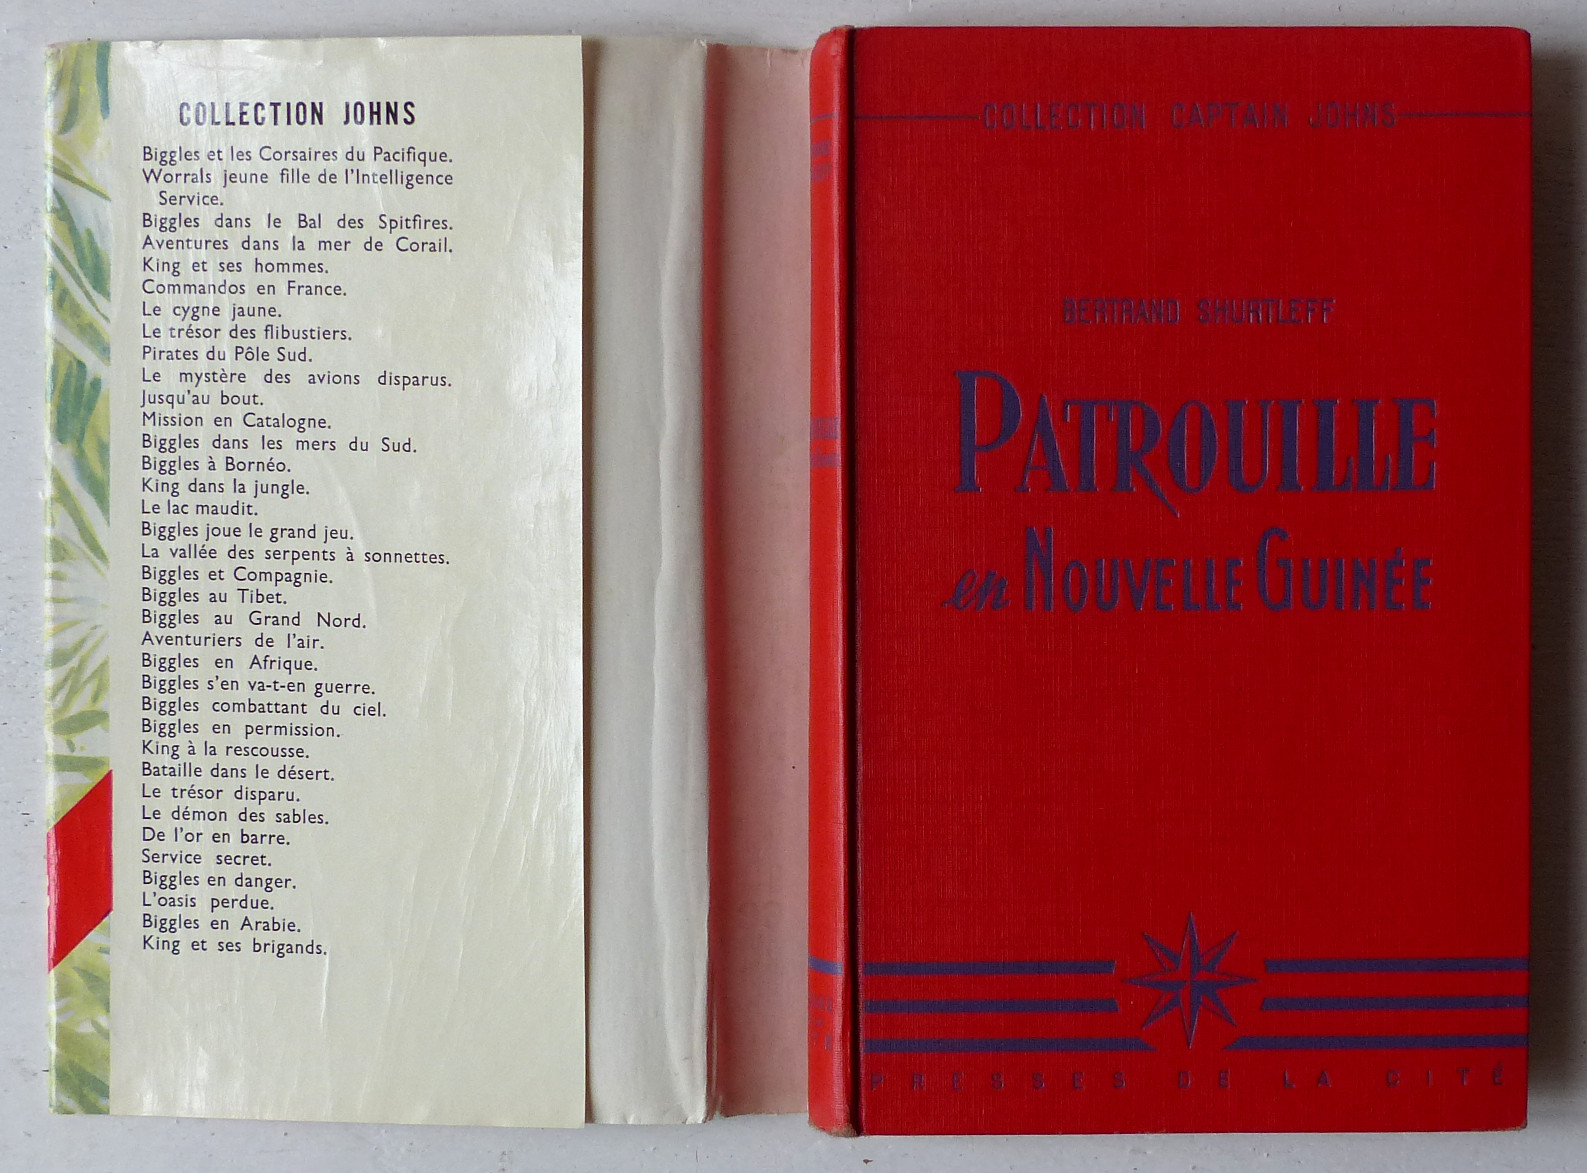 COLLECTION JOHNS
Biggles et les Corsaires du Pacifique.
Worrals jeune fille de l'Intelligence
Service.
Biggles dans le Bal des Spitfires.
Aventures dans la mer de Corail.
King et ses hommes.
Commandos en France.
Le cygne jaune.
Le trésor des flibustiers.
Pirates du Pôle Sud.
Le mystère des avions disparus.
Jusqu'au bout.
Mission en Catalogne.
Biggles dans les mers du Sud.
Biggles à Bornéo.
King dans la jungle.
Le lac maudit.
Biggles joue le grand jeu.
La vallée des serpents à sonnettes.
Biggles et Compagnie.
Biggles au Tibet.
Biggles au Grand Nord.
Aventuriers de l'air.
Biggles en Afrique.
Biggles s'en va-t-en guerre.
Biggles combattant du ciel.
Biggles en permission.
King à la rescousse.
Bataille dans le désert.
Le trésor disparu.
Le démon des sables.
De l'or en barre.
Service secret.
Biggles en danger.
L'oasis perdue.
Biggles en Arabie.
King et ses brigands.
COLLECTION CAPTAIN JOHNS
BERTRAND SHURTLEFF
PATROUILLE
en NOUVELLE GUINÉE
PRESSES DE LA CITÉ